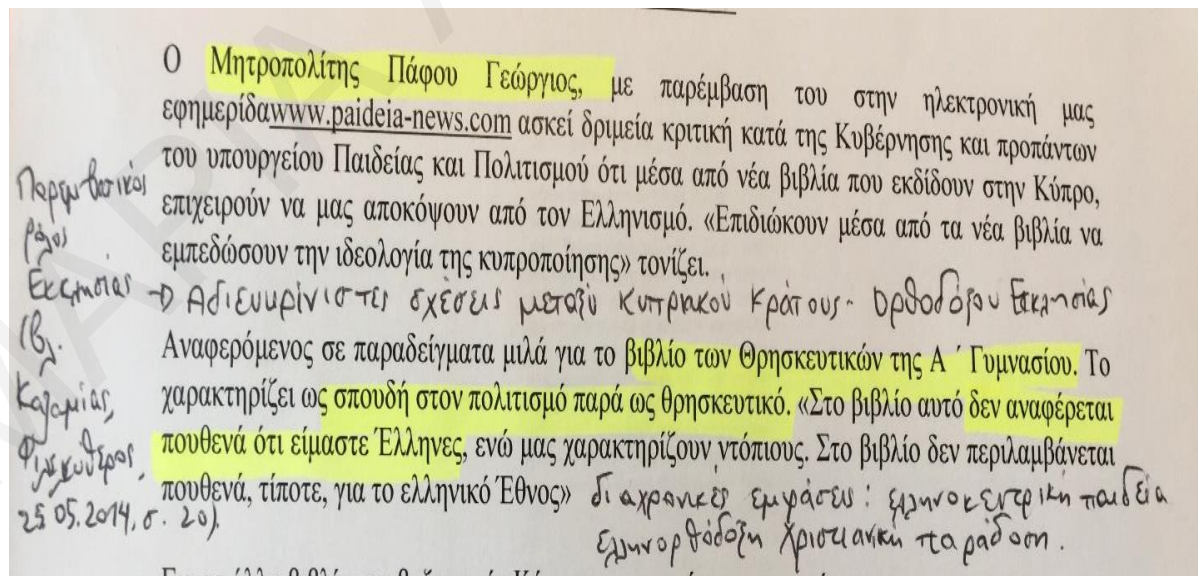 Ο Μητροπολίτης Πάφου Γεώργιος, με παρέμβαση του στην ηλεκτρονική μας
εφημερίδαwww.paideia-news.com ασκεί δριμεία κριτική κατά της Κυβέρνησης και προπάντων
του υπουργείου Παιδείας και Πολιτισμού ότι μέσα από νέα βιβλία που εκδίδουν στην Κύπρο,
επιχειρούν να μας αποκόψουν από τον Ελληνισμό. «Επιδιώκουν μέσα από τα νέα βιβλία να
εμπεδώσουν την ιδεολογία της κυπροποίησης» τονίζει.
Παρεμβατικός
ρόλος
Εκκλησίας
(βλ.
Καζαμίας,
Φιλελεύθερος,
25.05.2014, σ. 20).
→ Αδιευκρίνιστες σχέσεις μεταξύ Κυπριακού Κράτους - Ορθοδόξου Εκκλησίας
Αναφερόμενος σε παραδείγματα μιλά για το βιβλίο των Θρησκευτικών της Α ΄ Γυμνασίου. Το
χαρακτηρίζει ως σπουδή στον πολιτισμό παρά ως θρησκευτικό. «Στο βιβλίο αυτό δεν αναφέρεται
πουθενά ότι είμαστε Έλληνες, ενώ μας χαρακτηρίζουν ντόπιους. Στο βιβλίο δεν περιλαμβάνεται
πουθενά, τίποτε, για το ελληνικό Έθνος»
διαχρονικές εμφάσεις: ελληνοκεντρική παιδεία
ελληνορθόδοξη χριστιανική παράδοση.